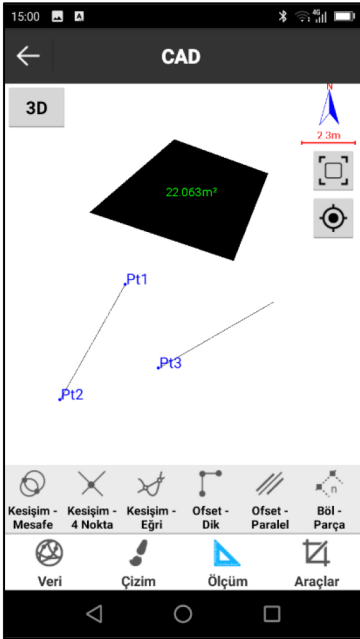 15:00
4G
CAD
3D
N
2.3m
22.063m²
Pt1
Pt3
Pt2
n
Kesişim - Mesafe
Kesişim - 4 Nokta
Kesişim - Eğri
Ofset - Dik
Ofset - Paralel
Böl - Parça
Veri
Çizim
Ölçüm
Araçlar